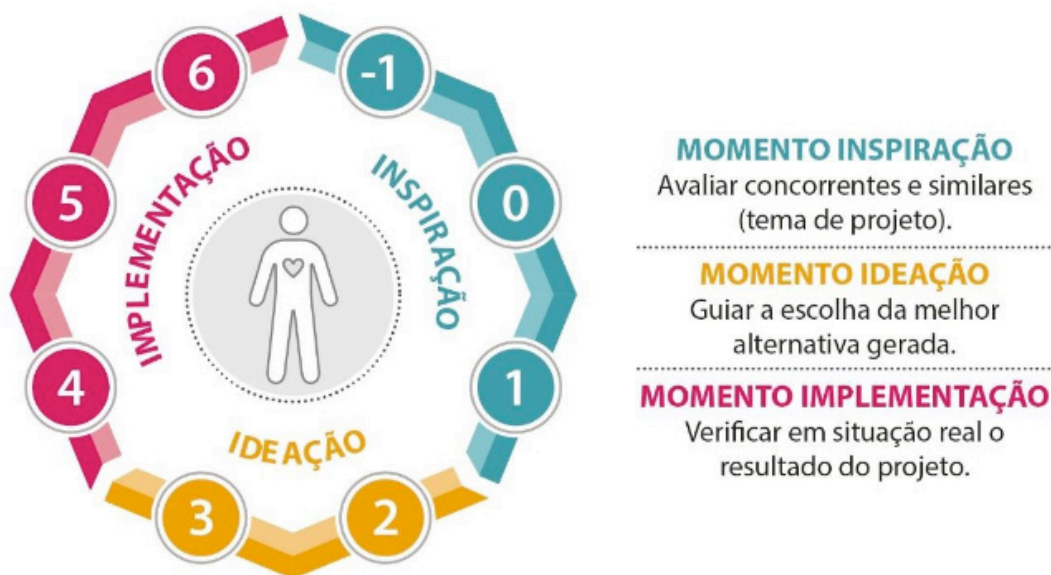 6
-1
5
0
4
1
3
2
IMPLEMENTAÇÃO
INSPIRAÇÃO
IDEAÇÃO
MOMENTO INSPIRAÇÃO
Avaliar concorrentes e similares
(tema de projeto).
MOMENTO IDEAÇÃO
Guiar a escolha da melhor
alternativa gerada.
MOMENTO IMPLEMENTAÇÃO
Verificar em situação real o
resultado do projeto.